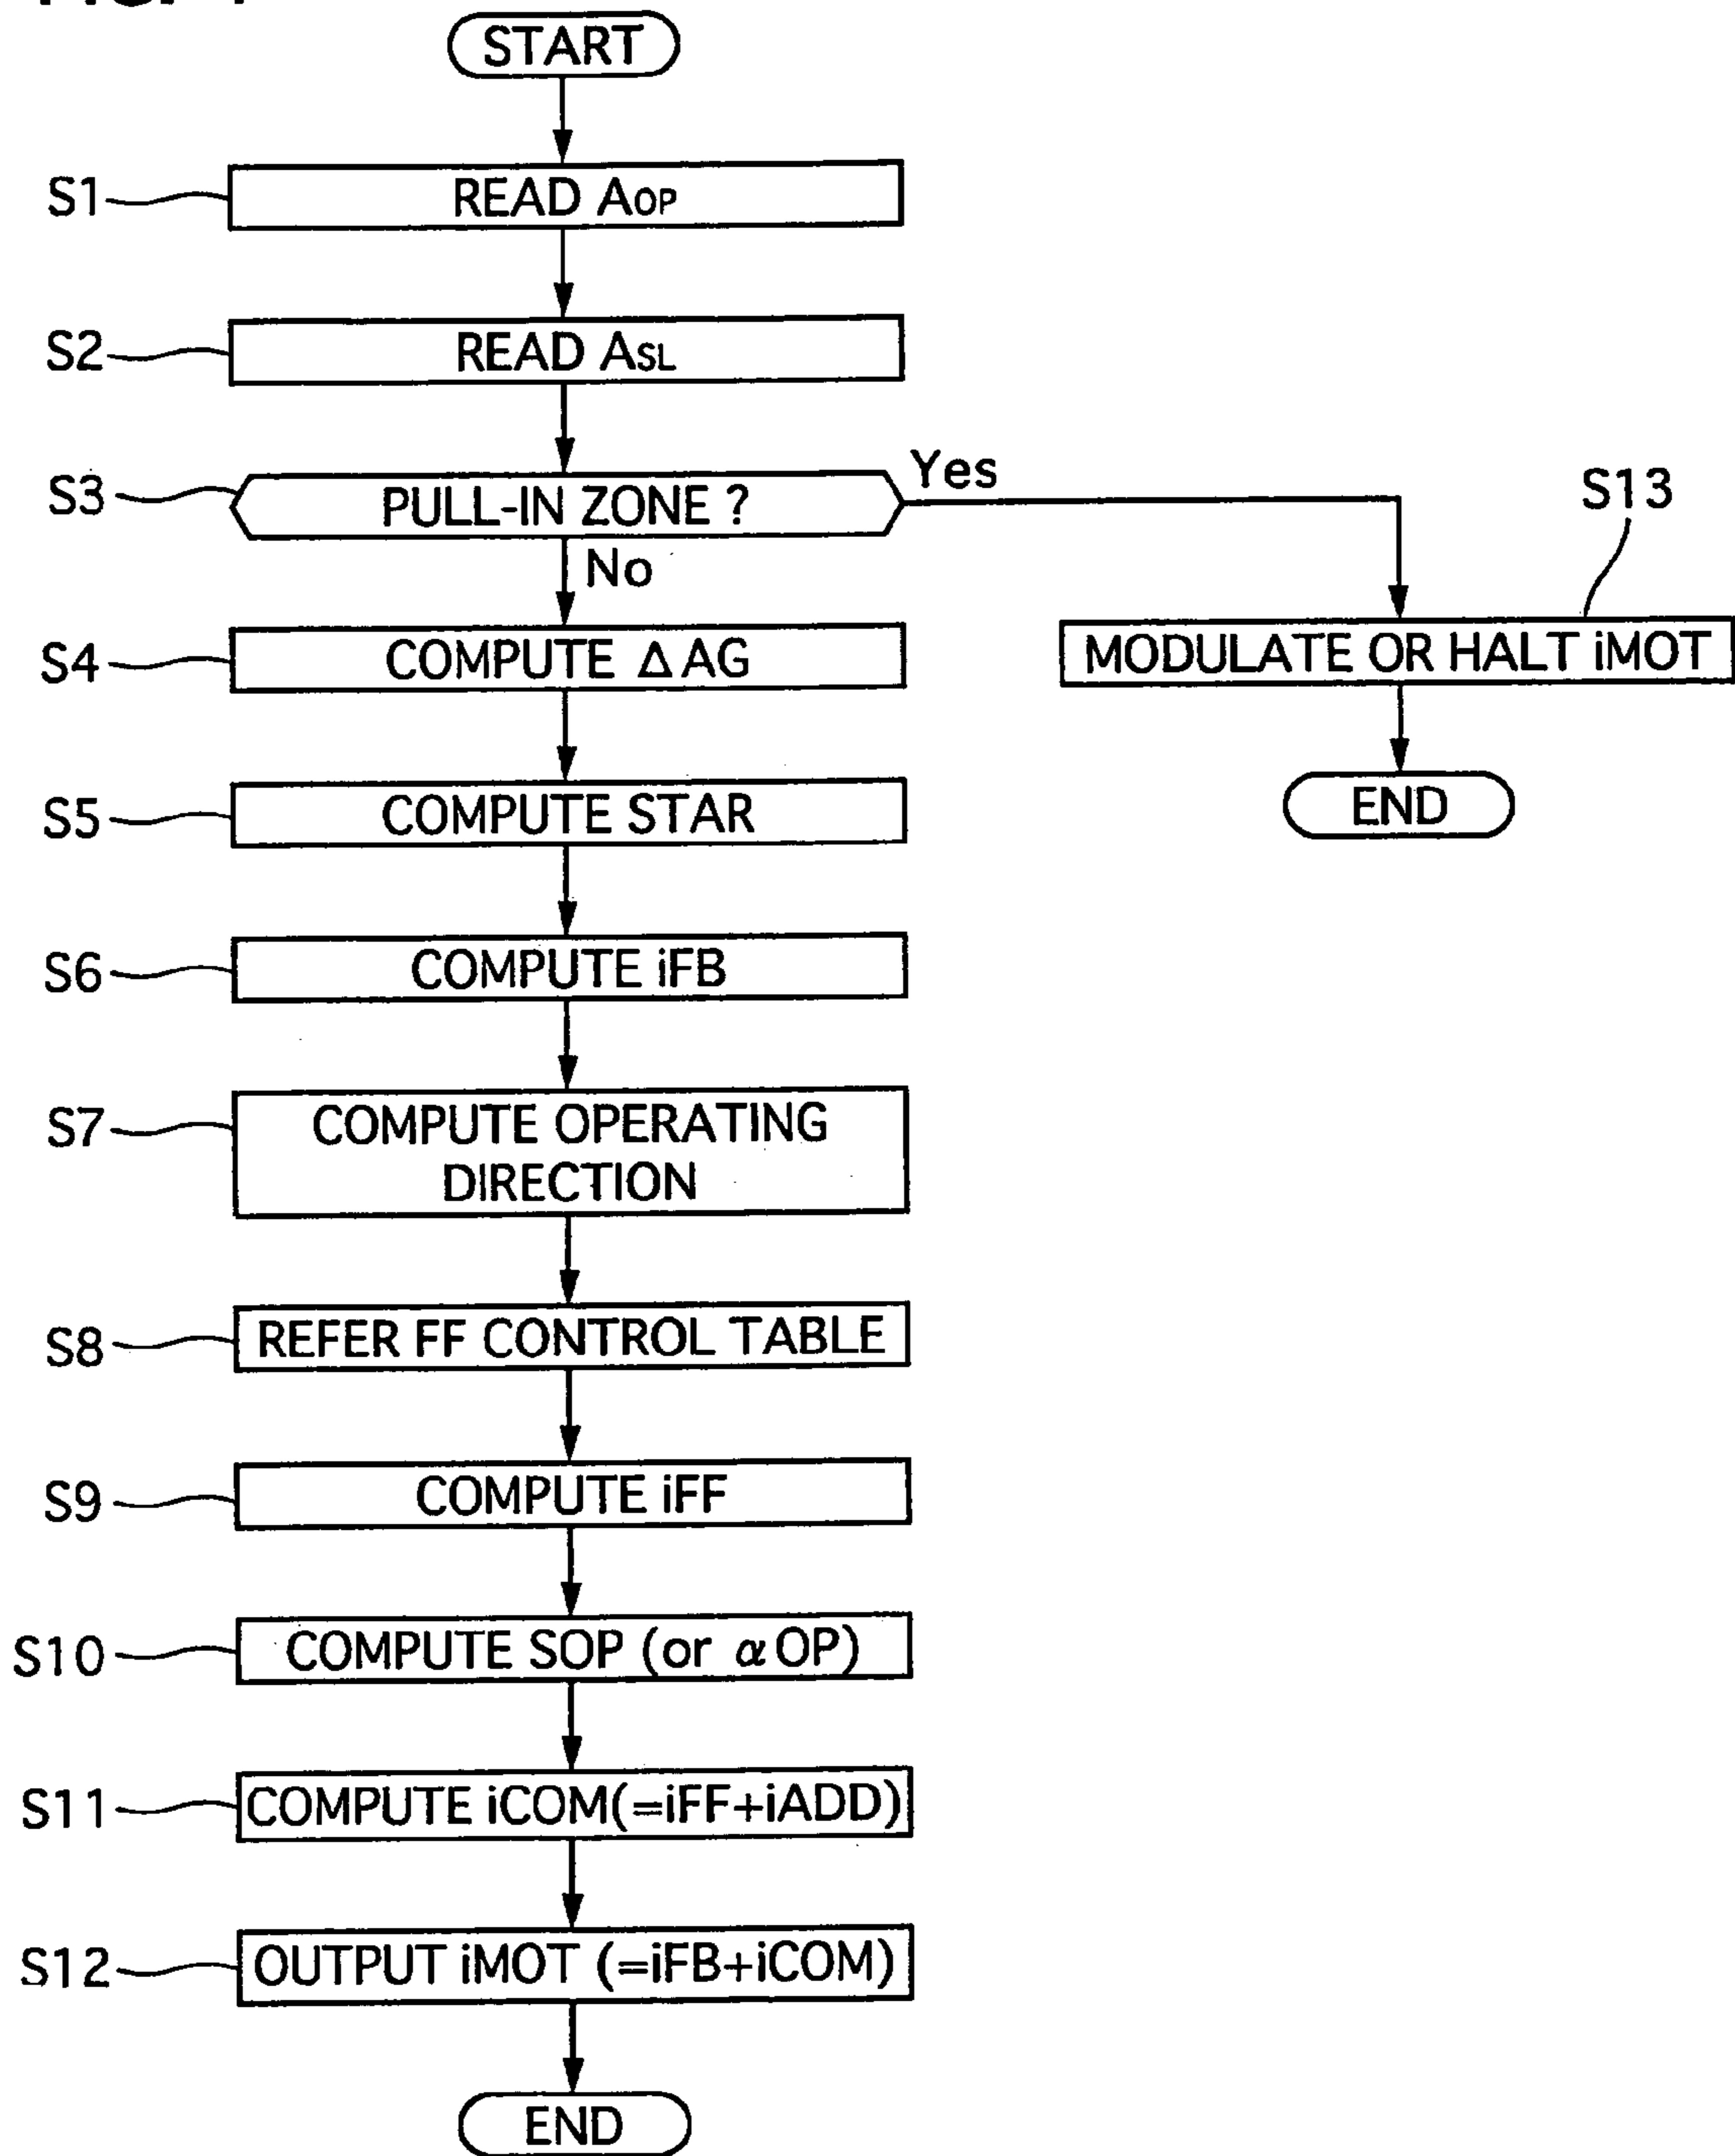 START
S1
READ AOP
S2
READ ASL
S3
PULL-IN ZONE ?
Yes
No
S13
MODULATE OR HALT iMOT
END
S4
COMPUTE Δ AG
S5
COMPUTE STAR
S6
COMPUTE iFB
S7
COMPUTE OPERATING
DIRECTION
S8
REFER FF CONTROL TABLE
S9
COMPUTE iFF
S10
COMPUTE SOP (or α OP)
S11
COMPUTE iCOM(=iFF+iADD)
S12
OUTPUT iMOT (=iFB+iCOM)
END